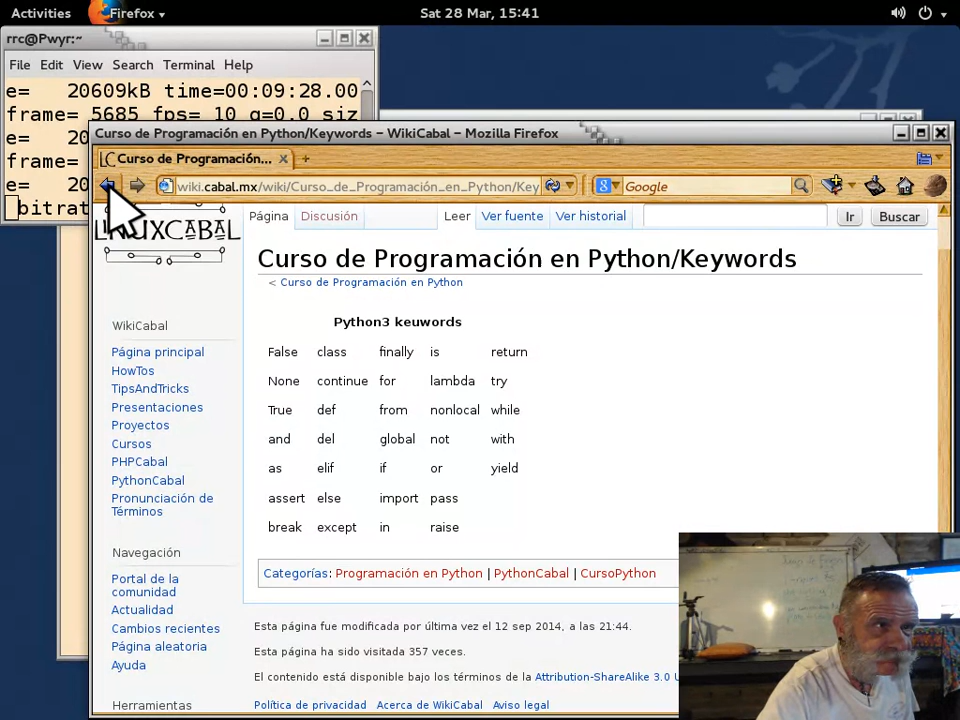 Activities Firefox Sat 28 Mar, 15:41
rrc@Pwyr:~
File Edit View Search Terminal Help
e= 20609kB time=00:09:28.00
frame= 5685 fps= 10 q=0.0 siz
e= 20
frame=
e= 20
bitrat
Curso de Programación en Python/Keywords – WikiCabal – Mozilla Firefox
Curso de Programación...
wiki.cabal.mx/wiki/Curso_de_Programación_en_Python/Key
Google
LINUXCABAL
Página Discusión Leer Ver fuente Ver historial Ir Buscar
Curso de Programación en Python/Keywords
< Curso de Programación en Python
Python3 keuwords
False class finally is return
None continue for lambda try
True def from nonlocal while
and del global not with
as elif if or yield
assert else import pass
break except in raise
Categorías: Programación en Python | PythonCabal | CursoPython
Esta página fue modificada por última vez el 12 sep 2014, a las 21:44.
Esta página ha sido visitada 357 veces.
El contenido está disponible bajo los términos de la Attribution-ShareAlike 3.0 U
Política de privacidad Acerca de WikiCabal Aviso legal
WikiCabal
Página principal
HowTos
TipsAndTricks
Presentaciones
Proyectos
Cursos
PHPCabal
PythonCabal
Pronunciación de
Términos
Navegación
Portal de la
comunidad
Actualidad
Cambios recientes
Página aleatoria
Ayuda
Herramientas